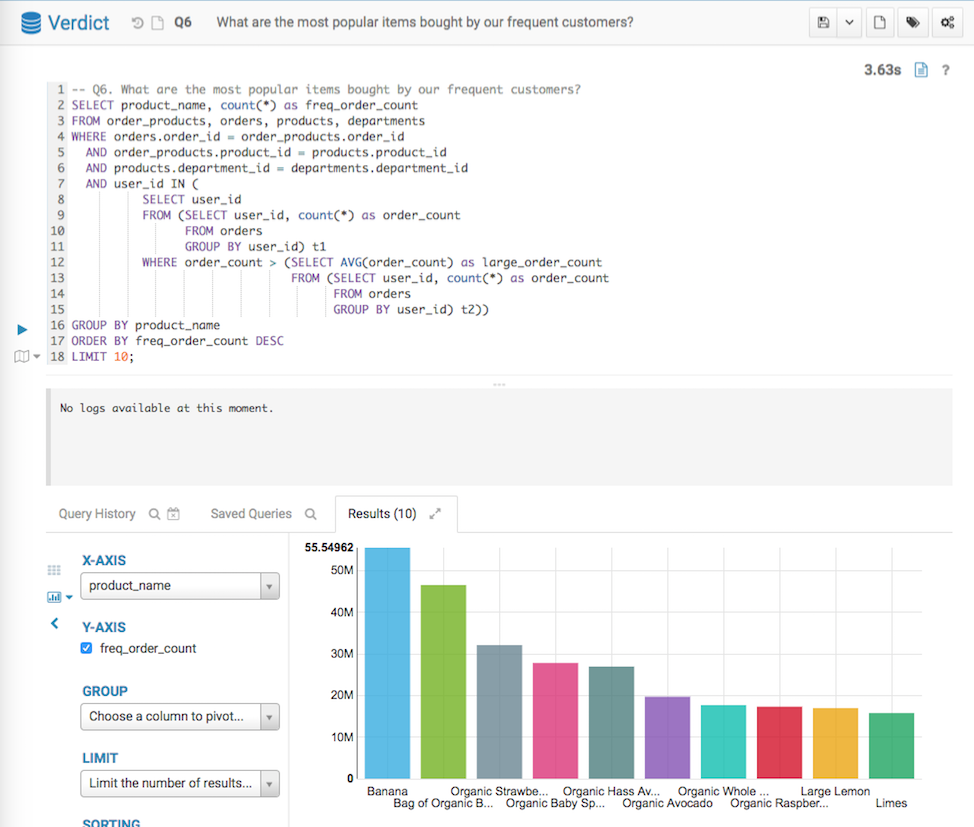 Verdict Q6 What are the most popular items bought by our frequent customers?
3.63s ?
1 -- Q6. What are the most popular items bought by our frequent customers?
2 SELECT product_name, count(*) as freq_order_count
3 FROM order_products, orders, products, departments
4 WHERE orders.order_id = order_products.order_id
5 AND order_products.product_id = products.product_id
6 AND products.department_id = departments.department_id
7 AND user_id IN (
8 SELECT user_id
9 FROM (SELECT user_id, count(*) as order_count
10 FROM orders
11 GROUP BY user_id) t1
12 WHERE order_count > (SELECT AVG(order_count) as large_order_count
13 FROM (SELECT user_id, count(*) as order_count
14 FROM orders
15 GROUP BY user_id) t2))
16 GROUP BY product_name
17 ORDER BY freq_order_count DESC
18 LIMIT 10;
No logs available at this moment.
Query History Saved Queries Results (10)
X-AXIS
product_name
Y-AXIS
freq_order_count
GROUP
Choose a column to pivot...
LIMIT
Limit the number of results...
SORTING
55.54962
50M
40M
30M
20M
10M
0
Banana Organic Strawbe... Organic Hass Av... Organic Whole ... Large Lemon
Bag of Organic B... Organic Baby Sp... Organic Avocado Organic Raspber... Limes